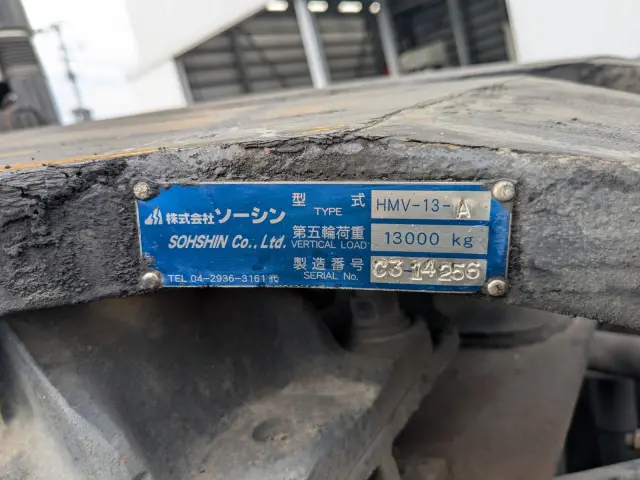 型式 HMV-13-A
TYPE
株式会社ソーシン
第五輪荷重 13000 kg
SOHSHIN Co., Ltd. VERTICAL LOAD
製造番号 C3-14256
SERIAL No.
TEL 04-2936-3161 代